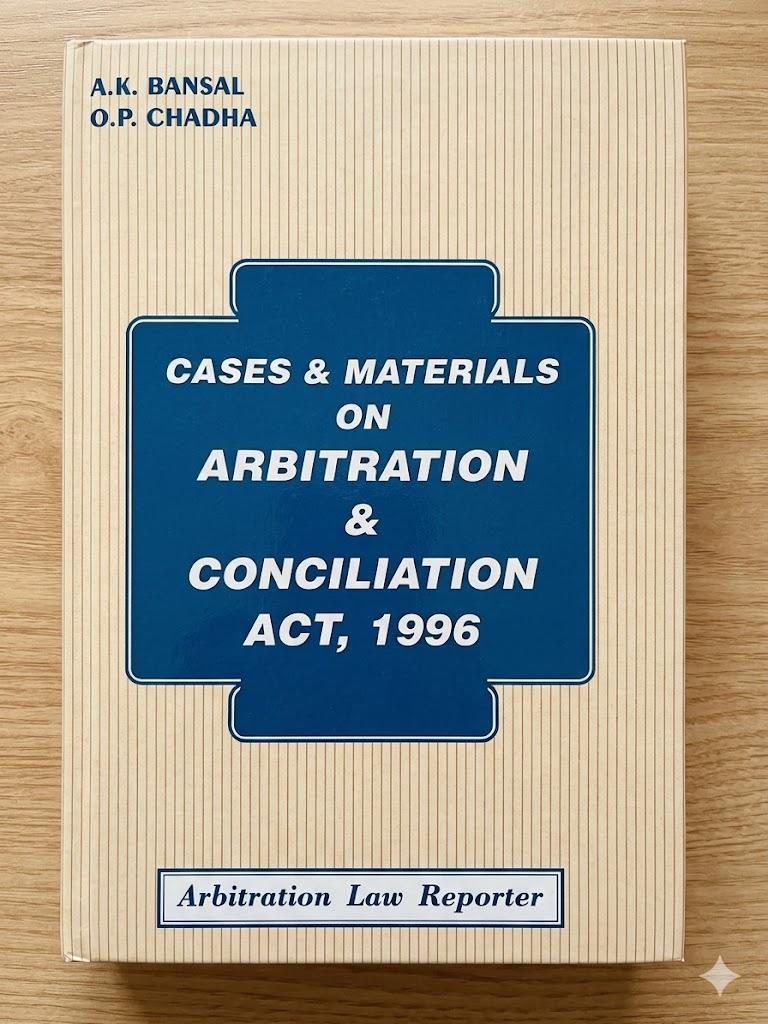 A.K. BANSAL
O.P. CHADHA
CASES & MATERIALS
ON
ARBITRATION
&
CONCILIATION
ACT, 1996
Arbitration Law Reporter